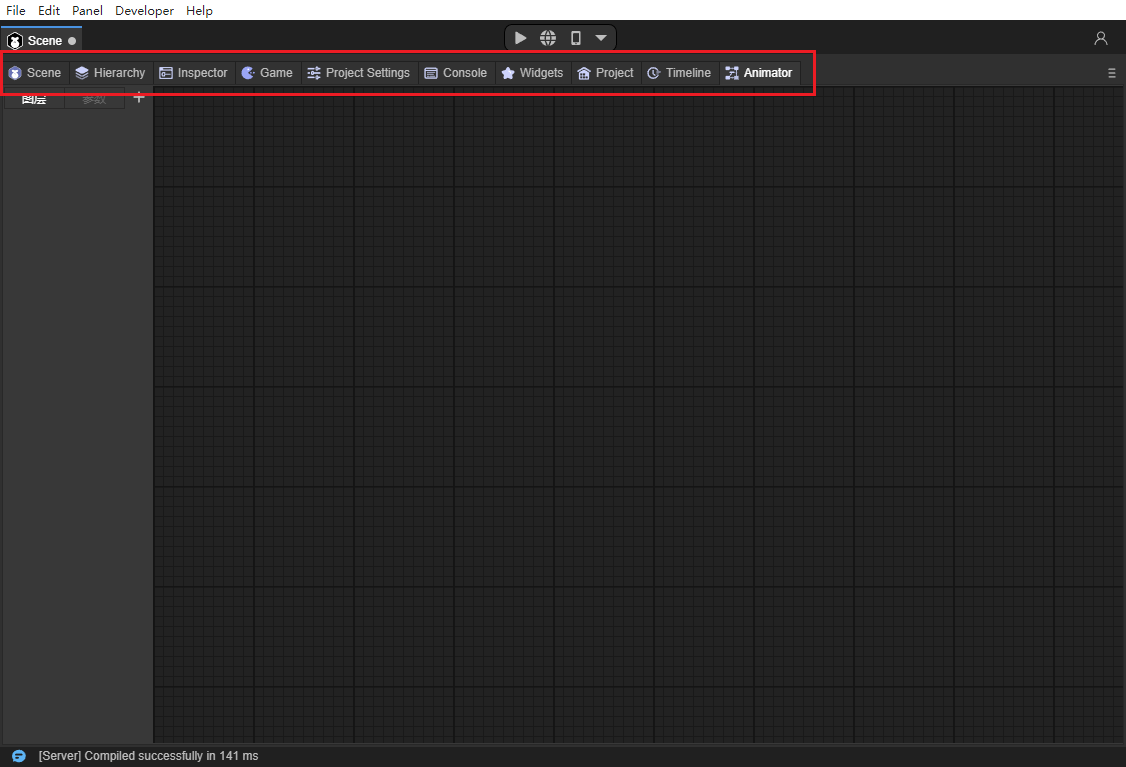 File Edit Panel Developer Help
Scene
Scene Hierarchy Inspector Game Project Settings Console Widgets Project Timeline Animator
图层 参数 +
[Server] Compiled successfully in 141 ms